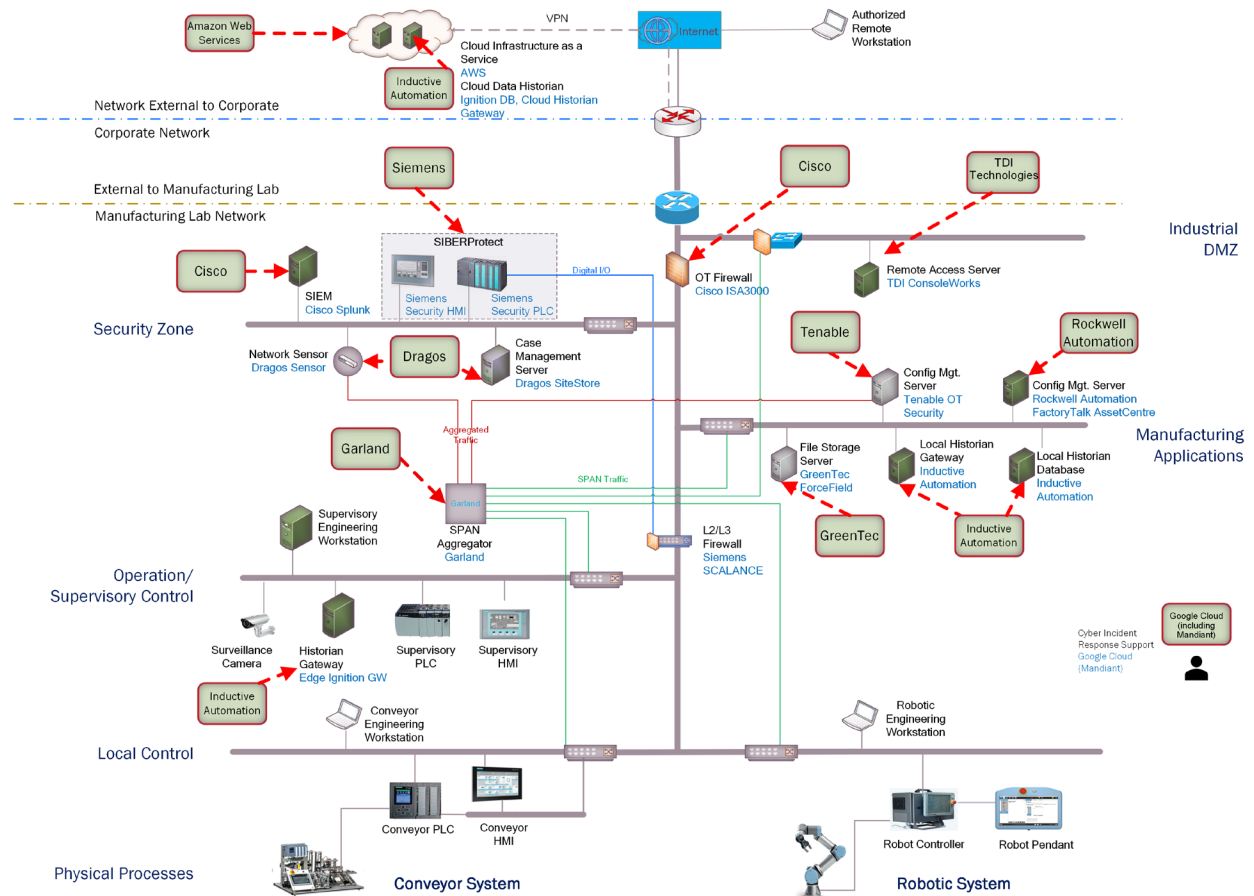 Amazon Web
Services
VPN
Internet
Authorized
Remote
Workstation
Cloud Infrastructure as a
Service
AWS
Cloud Data Historian
Ignition DB, Cloud Historian
Gateway
Inductive
Automation
Network External to Corporate
Corporate Network
Siemens
Cisco
TDI
Technologies
External to Manufacturing Lab
Manufacturing Lab Network
Industrial
DMZ
SIBERProtect
Cisco
SIEM
Cisco Splunk
Siemens
Security HMI
Siemens
Security PLC
Digital I/O
OT Firewall
Cisco ISA3000
Remote Access Server
TDI ConsoleWorks
Security Zone
Network Sensor
Dragos Sensor
Dragos
Case
Management
Server
Dragos SiteStore
Tenable
Rockwell
Automation
Config Mgt.
Server
Tenable OT
Security
Config Mgt. Server
Rockwell Automation
FactoryTalk AssetCentre
Manufacturing
Applications
Aggregated
Traffic
Garland
SPAN Traffic
Garland
SPAN
Aggregator
Garland
File Storage
Server
GreenTec
ForceField
Local Historian
Gateway
Inductive
Automation
Local Historian
Database
Inductive
Automation
GreenTec
Inductive
Automation
Supervisory
Engineering
Workstation
L2/L3
Firewall
Siemens
SCALANCE
Operation/
Supervisory Control
Surveillance
Camera
Historian
Gateway
Edge Ignition GW
Supervisory
PLC
Supervisory
HMI
Inductive
Automation
Cyber Incident
Response Support
Google Cloud
(Mandiant)
Google Cloud
(including
Mandiant)
Conveyor
Engineering
Workstation
Robotic
Engineering
Workstation
Local Control
Conveyor PLC
Conveyor
HMI
Robot Controller
Robot Pendant
Physical Processes
Conveyor System
Robotic System